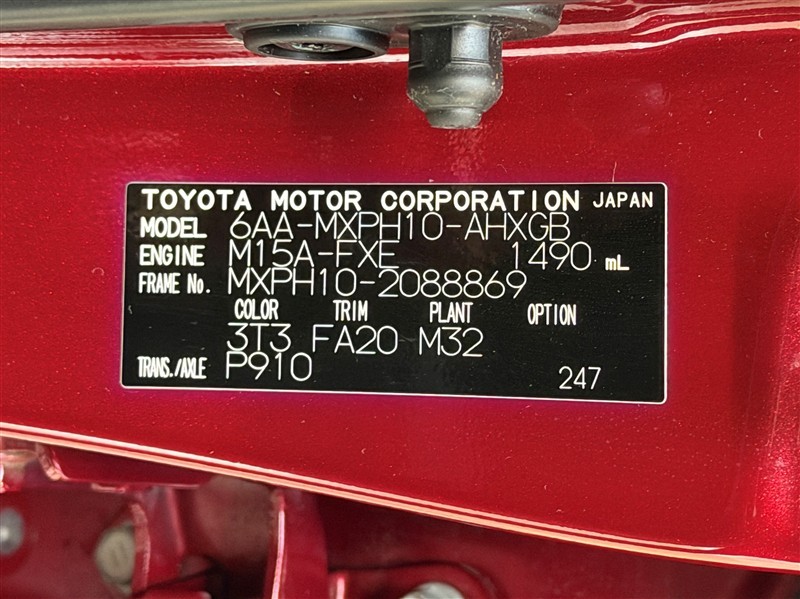 TOYOTA MOTOR CORPORATION JAPAN
MODEL 6AA-MXPH10-AHXGB
ENGINE M15A-FXE 1490 mL
FRAME No. MXPH10-2088869
COLOR TRIM PLANT OPTION
3T3 FA20 M32
TRANS./AXLE P910 247